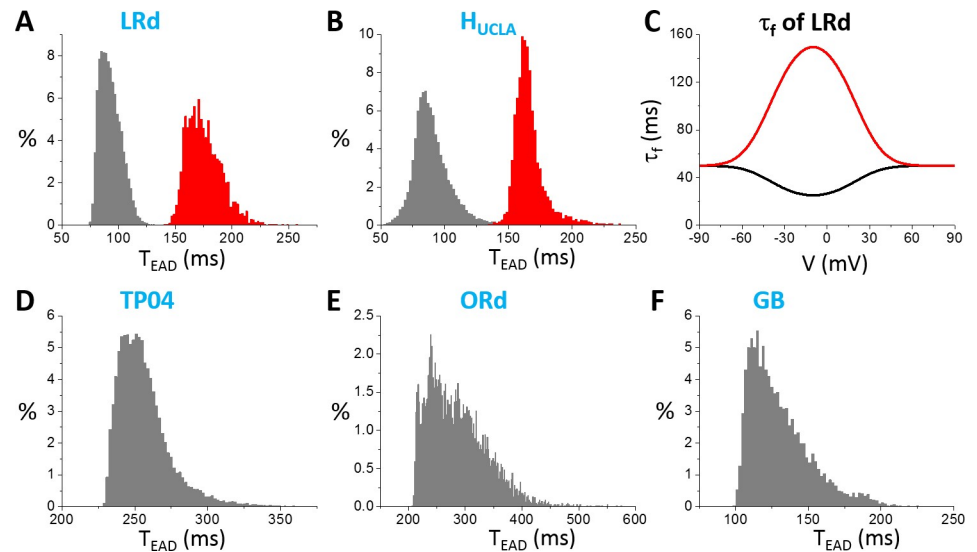 A LRd
8
6
4
2
0
%
50 100 150 200 250
T_EAD (ms)
B H_UCLA
10
8
6
4
2
0
%
50 100 150 200 250
T_EAD (ms)
C τf of LRd
160
120
80
40
0
τf (ms)
-90 -60 -30 0 30 60 90
V (mV)
D TP04
6
5
4
3
2
1
0
%
200 250 300 350
T_EAD (ms)
E ORd
2.5
2.0
1.5
1.0
0.5
0.0
%
200 300 400 500 600
T_EAD (ms)
F GB
6
5
4
3
2
1
0
%
100 150 200 250
T_EAD (ms)